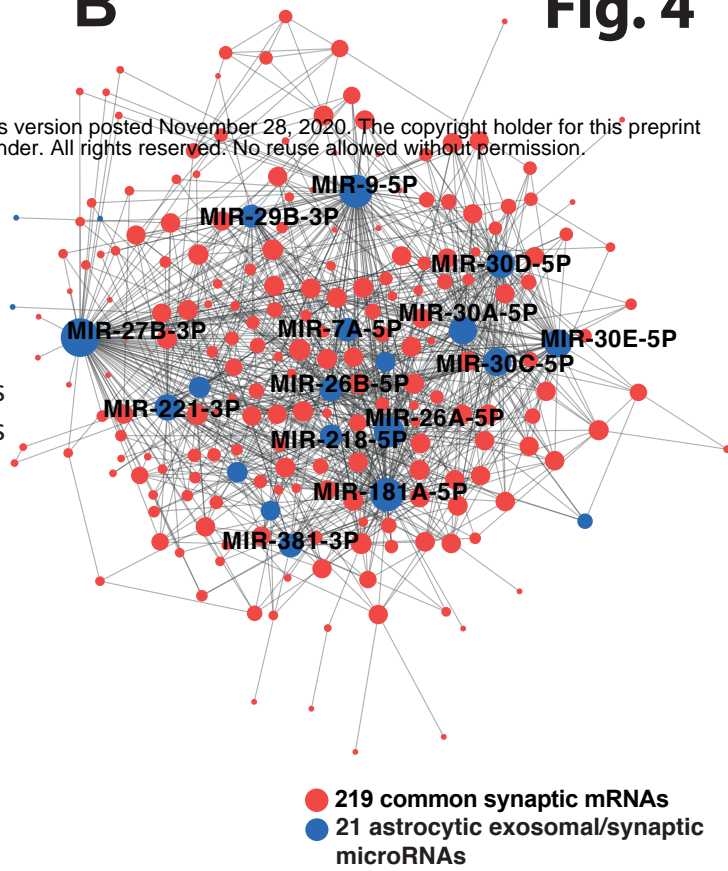 B
Fig. 4
s version posted November 28, 2020. The copyright holder for this preprint
nder. All rights reserved. No reuse allowed without permission.
MIR-9-5P
MIR-29B-3P
MIR-30D-5P
MIR-30A-5P
MIR-27B-3P
MIR-7A-5P
MIR-30E-5P
MIR-30C-5P
MIR-26B-5P
s
MIR-221-3P
MIR-26A-5P
s
MIR-218-5P
MIR-181A-5P
MIR-381-3P
219 common synaptic mRNAs
21 astrocytic exosomal/synaptic
microRNAs